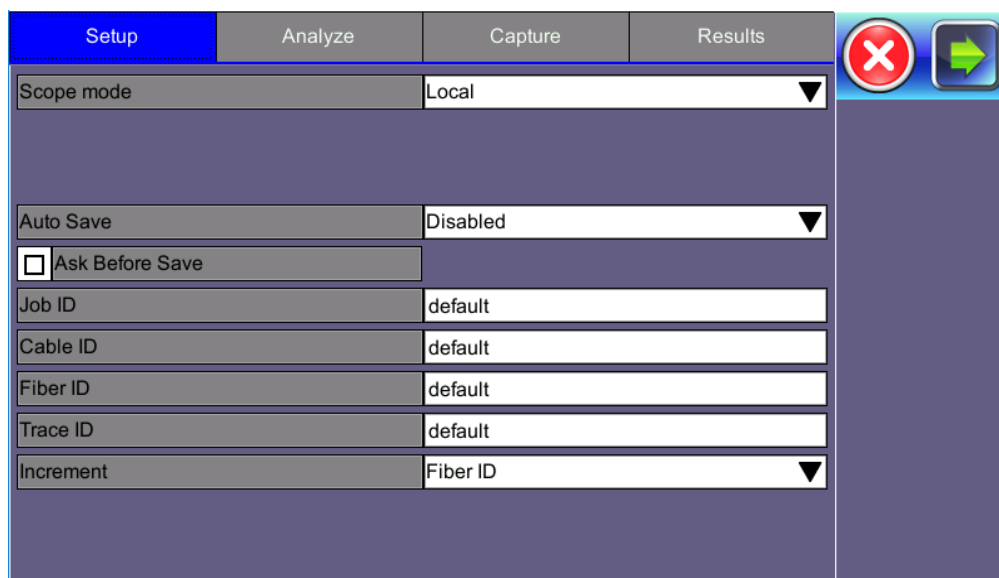 Setup Analyze Capture Results
Scope mode Local
Auto Save Disabled
Ask Before Save
Job ID default
Cable ID default
Fiber ID default
Trace ID default
Increment Fiber ID